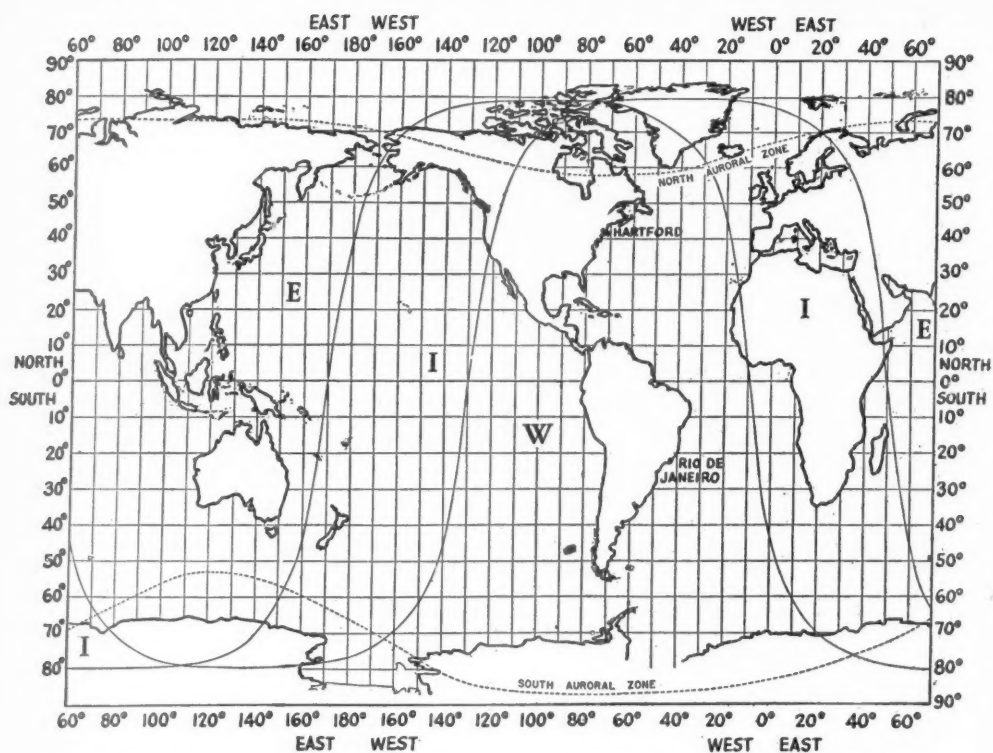 EAST WEST WEST EAST
60° 80° 100° 120° 140° 160° 180° 160° 140° 120° 100° 80° 60° 40° 20° 0° 20° 40° 60°
90° 90°
80° 80°
70° 70°
NORTH AURORAL ZONE
60° 60°
50° 50°
HARTFORD
40° 40°
30° 30°
E
20° I E 20°
10° I 10°
NORTH NORTH
0° 0°
SOUTH SOUTH
10° 10°
W
20° RIO DE 20°
JANEIRO
30° 30°
40° 40°
50° 50°
60° 60°
70° 70°
I
80° 80°
SOUTH AURORAL ZONE
90°
60° 80° 100° 120° 140° 160° 180° 160° 140° 120° 100° 80° 60° 40° 20° 0° 20° 40° 60°
EAST WEST WEST EAST